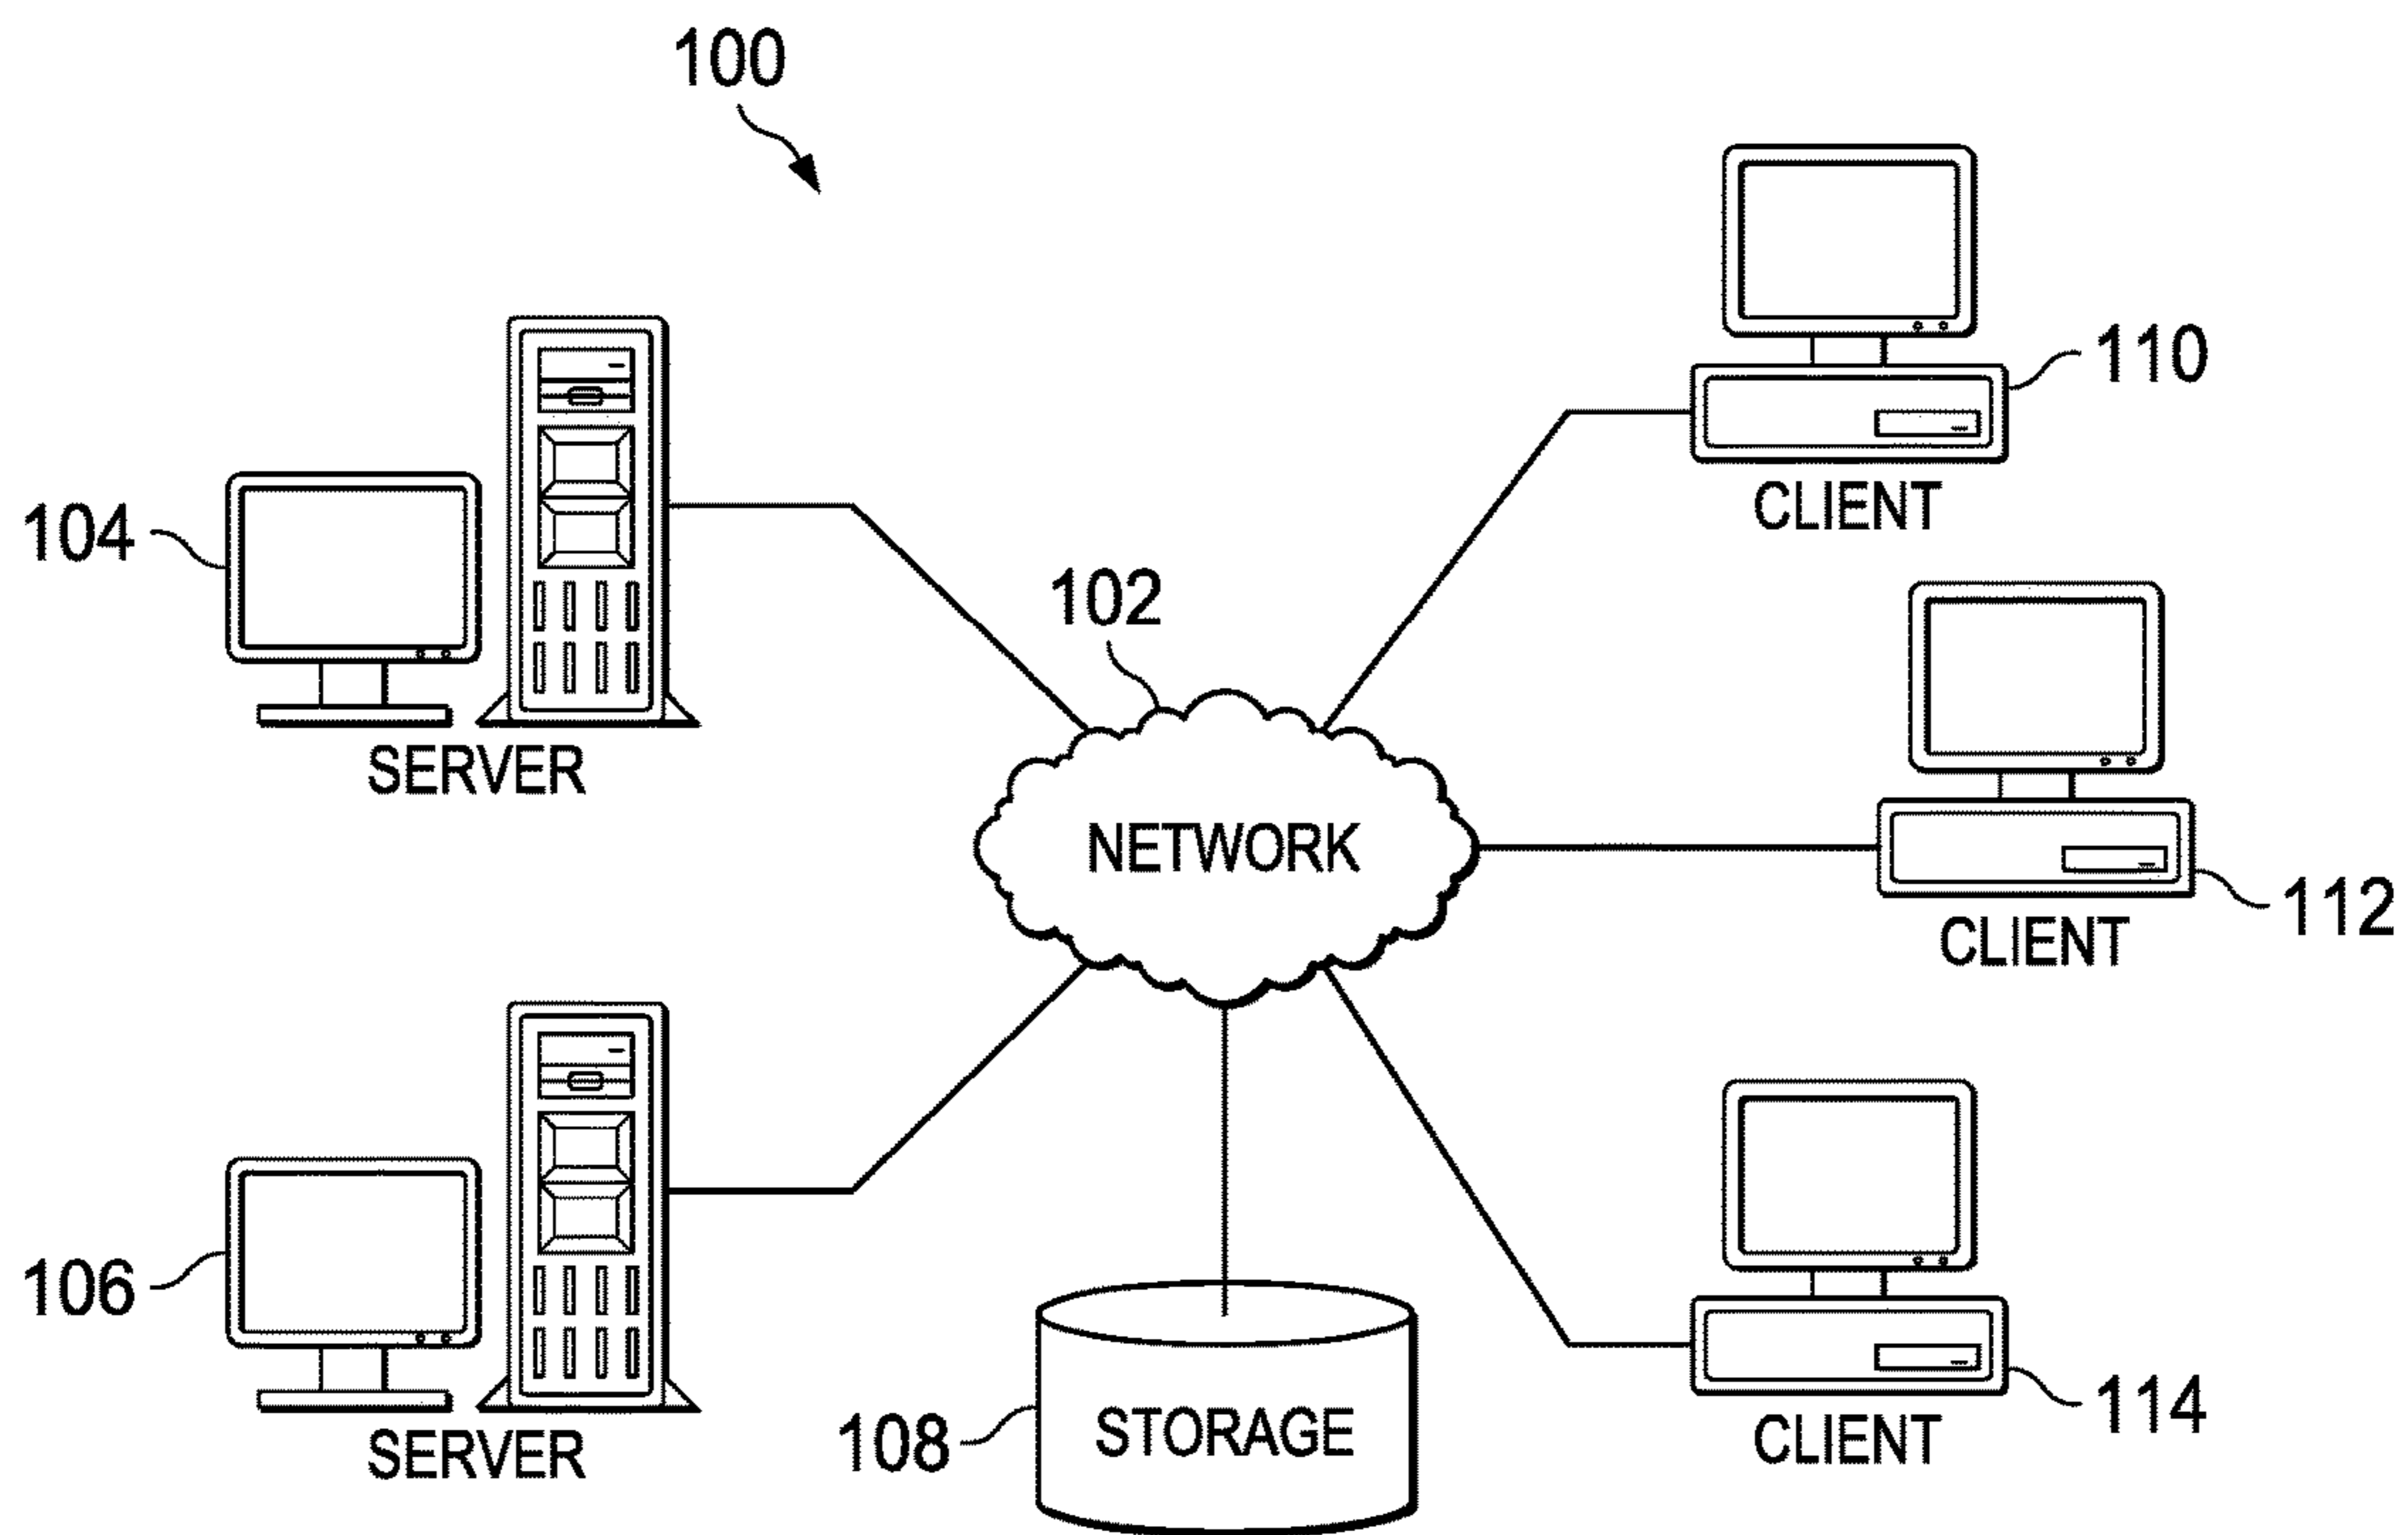 100
110
CLIENT
104
102
SERVER
NETWORK
112
CLIENT
106
SERVER
108
STORAGE
114
CLIENT